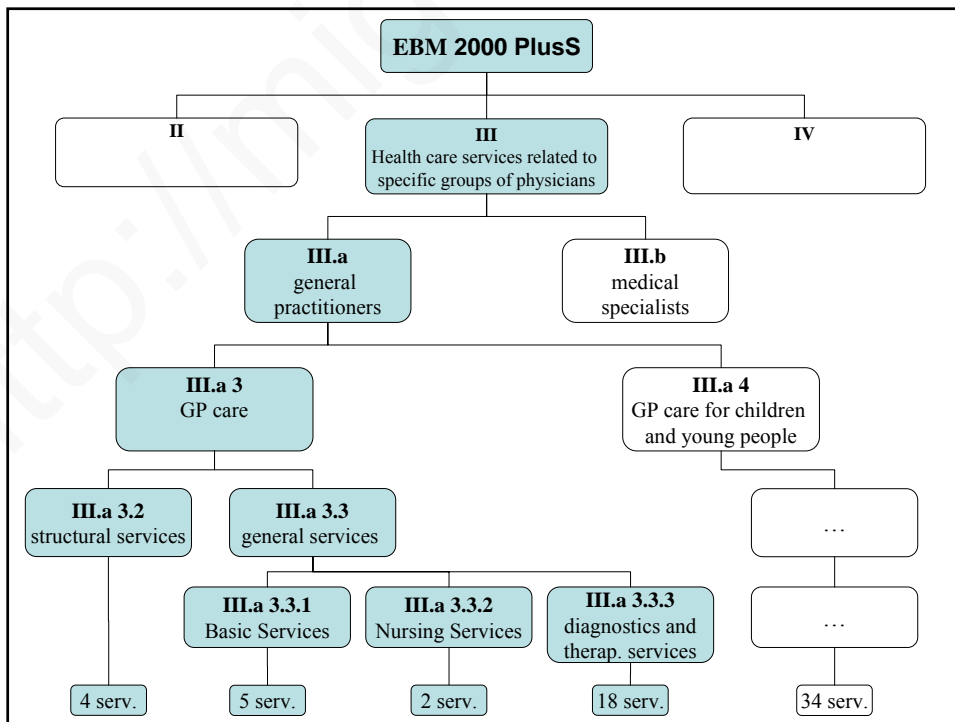 EBM 2000 PlusS
II
III
Health care services related to
specific groups of physicians
IV
III.a
general
practitioners
III.b
medical
specialists
III.a 3
GP care
III.a 4
GP care for children
and young people
III.a 3.2
structural services
III.a 3.3
general services
…
III.a 3.3.1
Basic Services
III.a 3.3.2
Nursing Services
III.a 3.3.3
diagnostics and
therap. services
…
4 serv.
5 serv.
2 serv.
18 serv.
34 serv.
http://mig